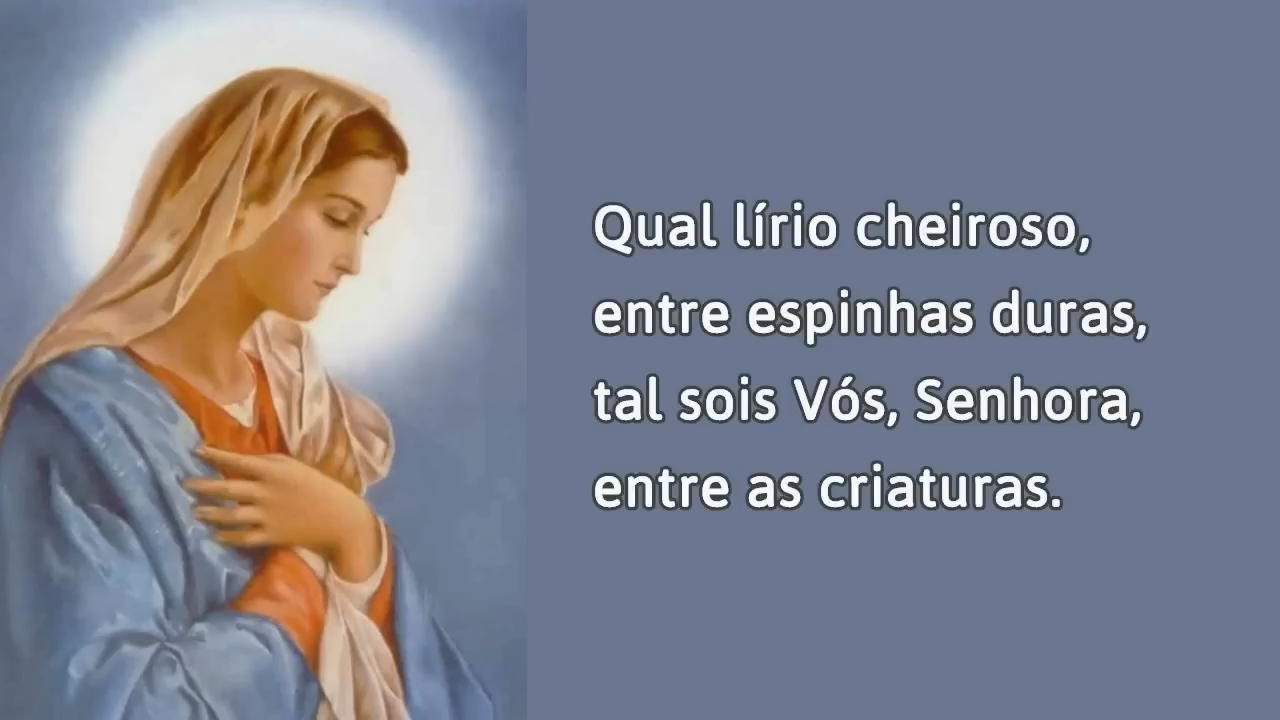 Qual lírio cheiroso,
entre espinhas duras,
tal sois Vós, Senhora,
entre as criaturas.